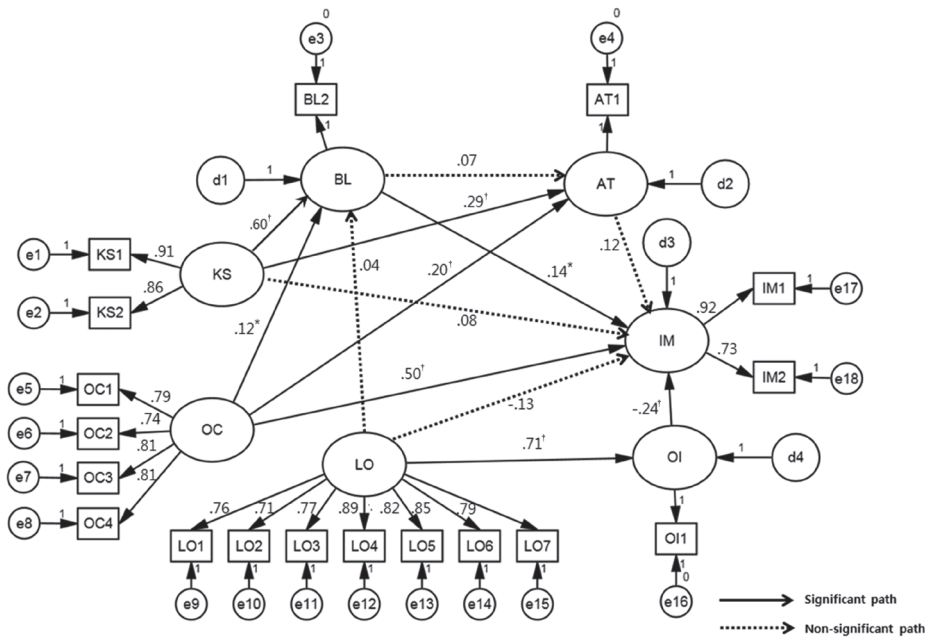 0
0
e3
e4
1
1
BL2
AT1
1
1
d1
1
BL
.07
AT
1
d2
.60†
.29†
e1
1
KS1
.91
KS
.04
.20†
.12
d3
1
e2
1
KS2
.86
.14*
.12*
.08
IM
.92
IM1
1
e17
.73
IM2
1
e18
e5
1
OC1
.79
.50†
-.13
-.24†
e6
1
OC2
.74
OC
e7
1
OC3
.81
LO
.71†
OI
1
d4
e8
1
OC4
.81
.76
.71
.77
.89
.82
.85
.79
1
LO1
LO2
LO3
LO4
LO5
LO6
LO7
OI1
1
1
1
1
1
1
1
1
0
e9
e10
e11
e12
e13
e14
e15
e16
Significant path
Non-significant path